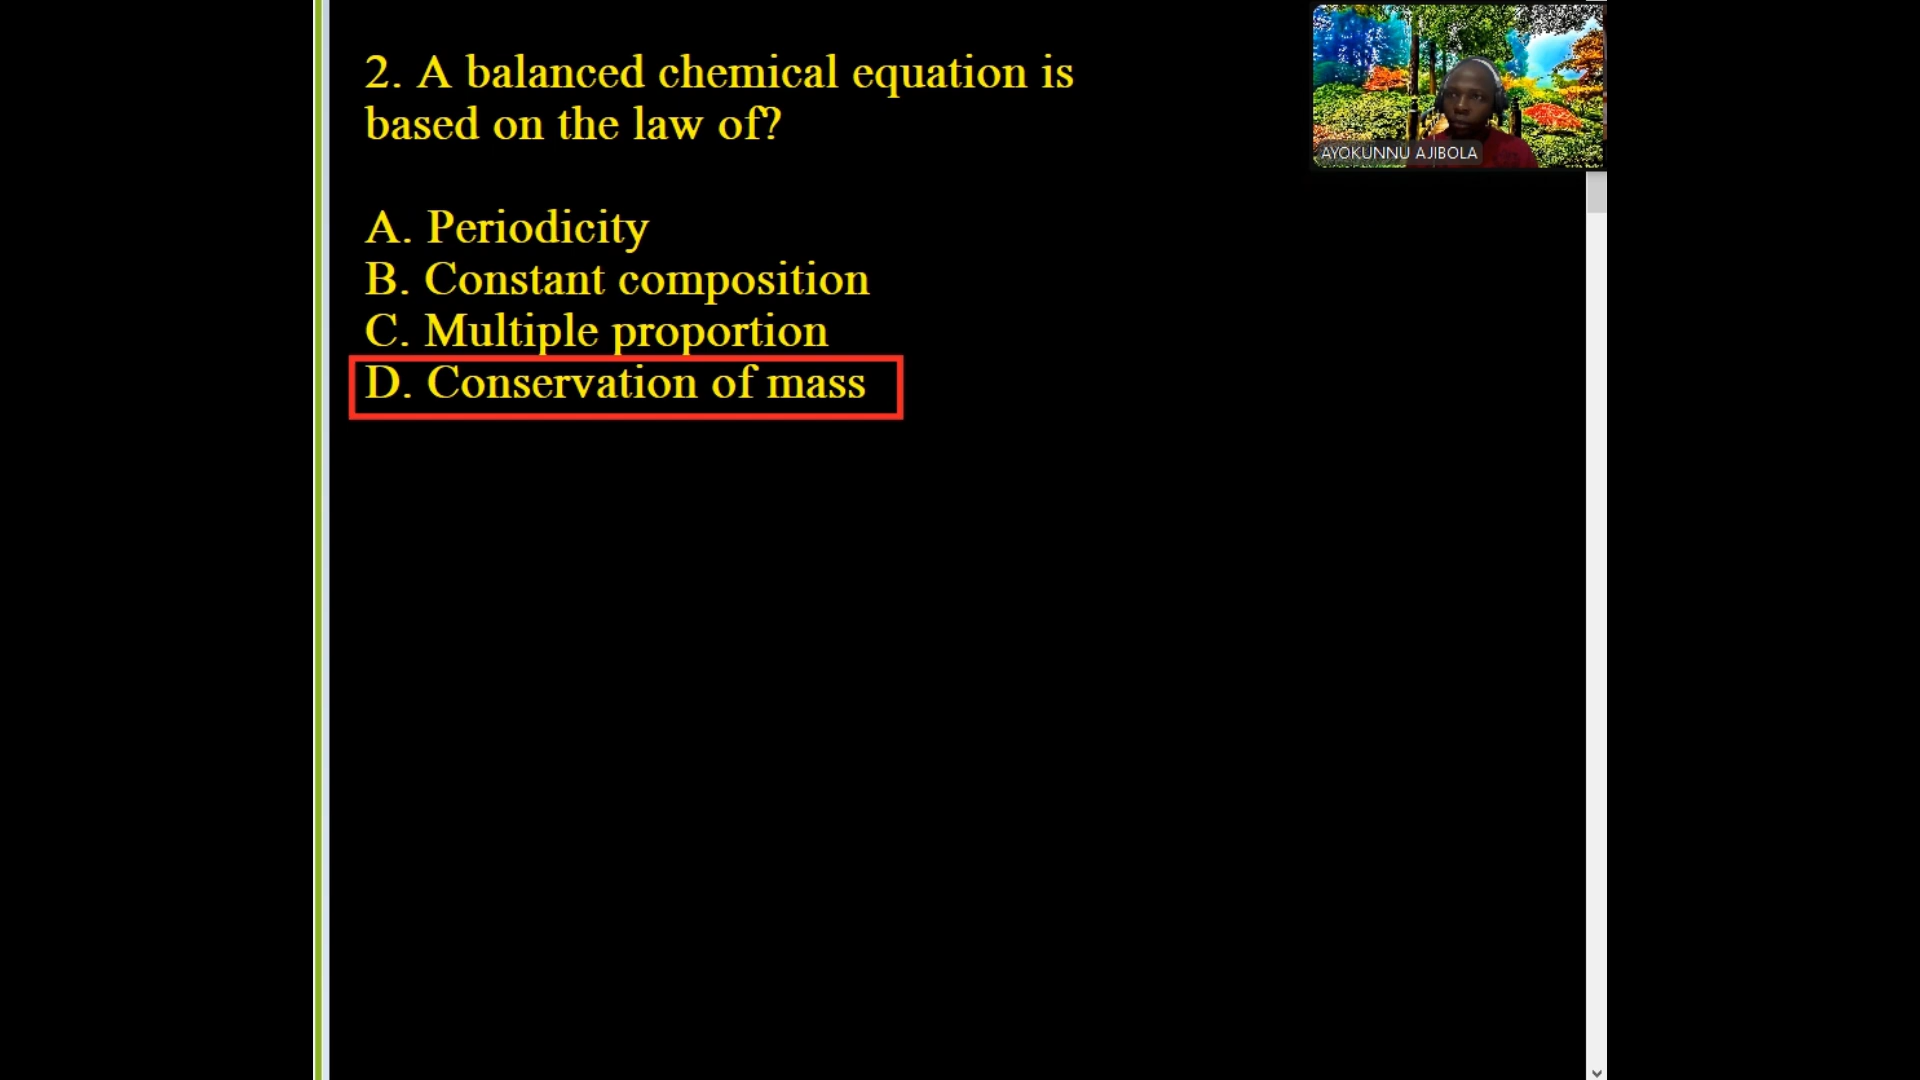 2. A balanced chemical equation is
based on the law of?
A. Periodicity
B. Constant composition
C. Multiple proportion
D. Conservation of mass
AYOKUNNU AJIBOLA